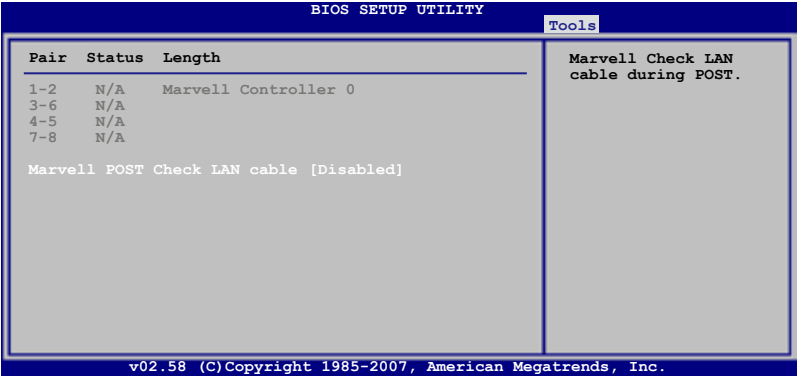 BIOS SETUP UTILITY
Tools
Pair Status Length
1-2 N/A Marvell Controller 0
3-6 N/A
4-5 N/A
7-8 N/A
Marvell POST Check LAN cable [Disabled]
Marvell Check LAN
cable during POST.
v02.58 (C)Copyright 1985-2007, American Megatrends, Inc.